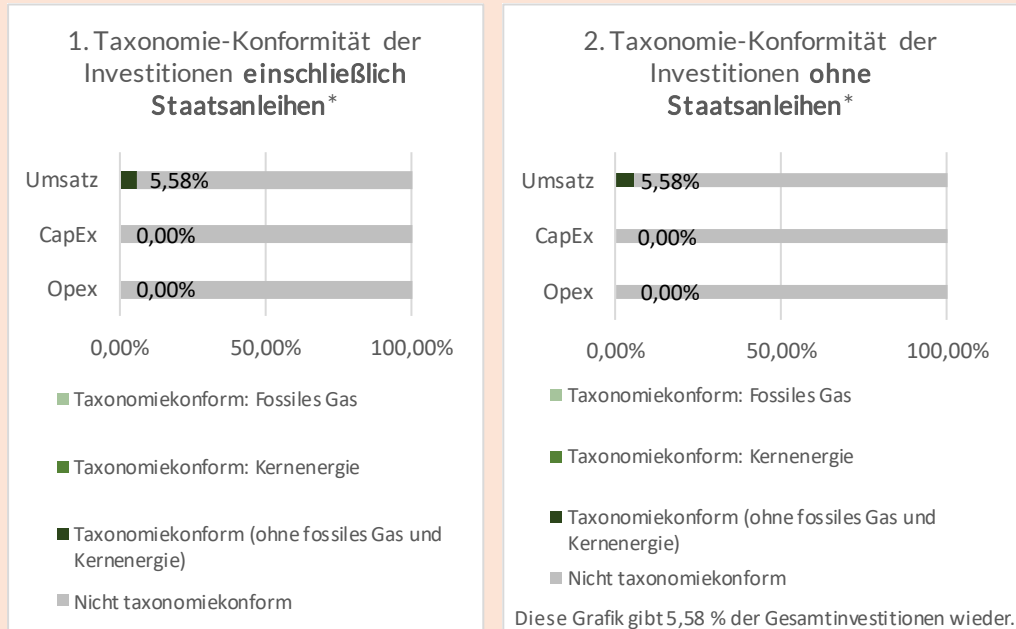 1. Taxonomie-Konformität der
Investitionen einschließlich
Staatsanleihen*
Umsatz
5,58%
CapEx
0,00%
Opex
0,00%
0,00%
50,00%
100,00%
Taxonomiekonform: Fossiles Gas
Taxonomiekonform: Kernenergie
Taxonomiekonform (ohne fossiles Gas und
Kernenergie)
Nicht taxonomiekonform
2. Taxonomie-Konformität der
Investitionen ohne
Staatsanleihen*
Umsatz
5,58%
CapEx
0,00%
Opex
0,00%
0,00%
50,00%
100,00%
Taxonomiekonform: Fossiles Gas
Taxonomiekonform: Kernenergie
Taxonomiekonform (ohne fossiles Gas und
Kernenergie)
Nicht taxonomiekonform
Diese Grafik gibt 5,58 % der Gesamtinvestitionen wieder.